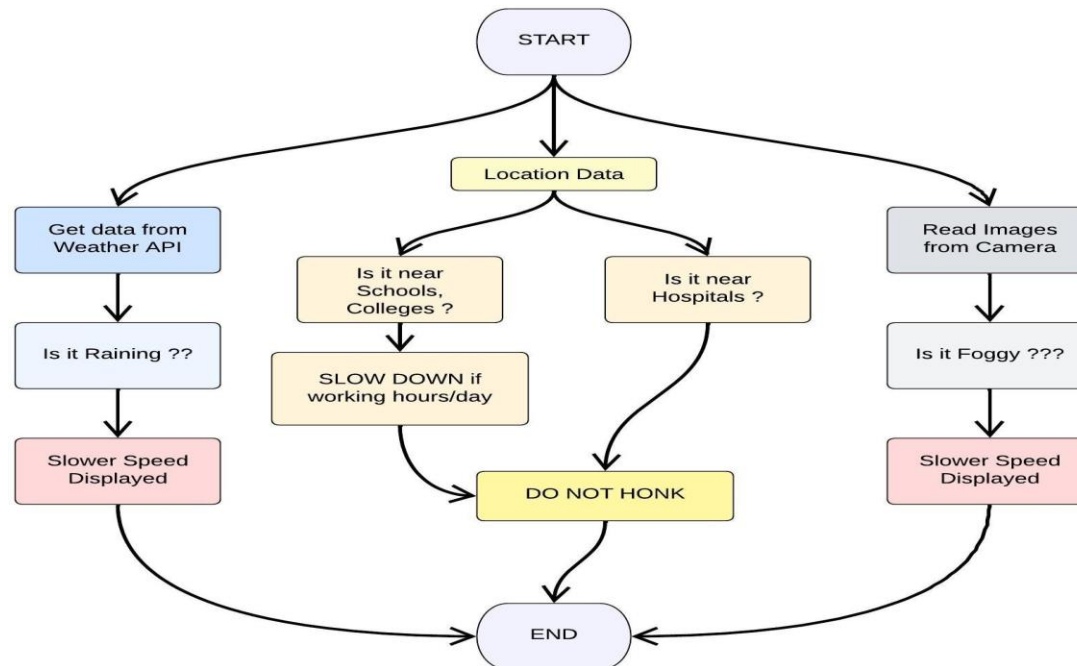 START
Location Data
Get data from
Weather API
Read Images
from Camera
Is it near
Schools,
Colleges ?
Is it near
Hospitals ?
Is it Raining ??
Is it Foggy ???
SLOW DOWN if
working hours/day
Slower Speed
Displayed
Slower Speed
Displayed
DO NOT HONK
END